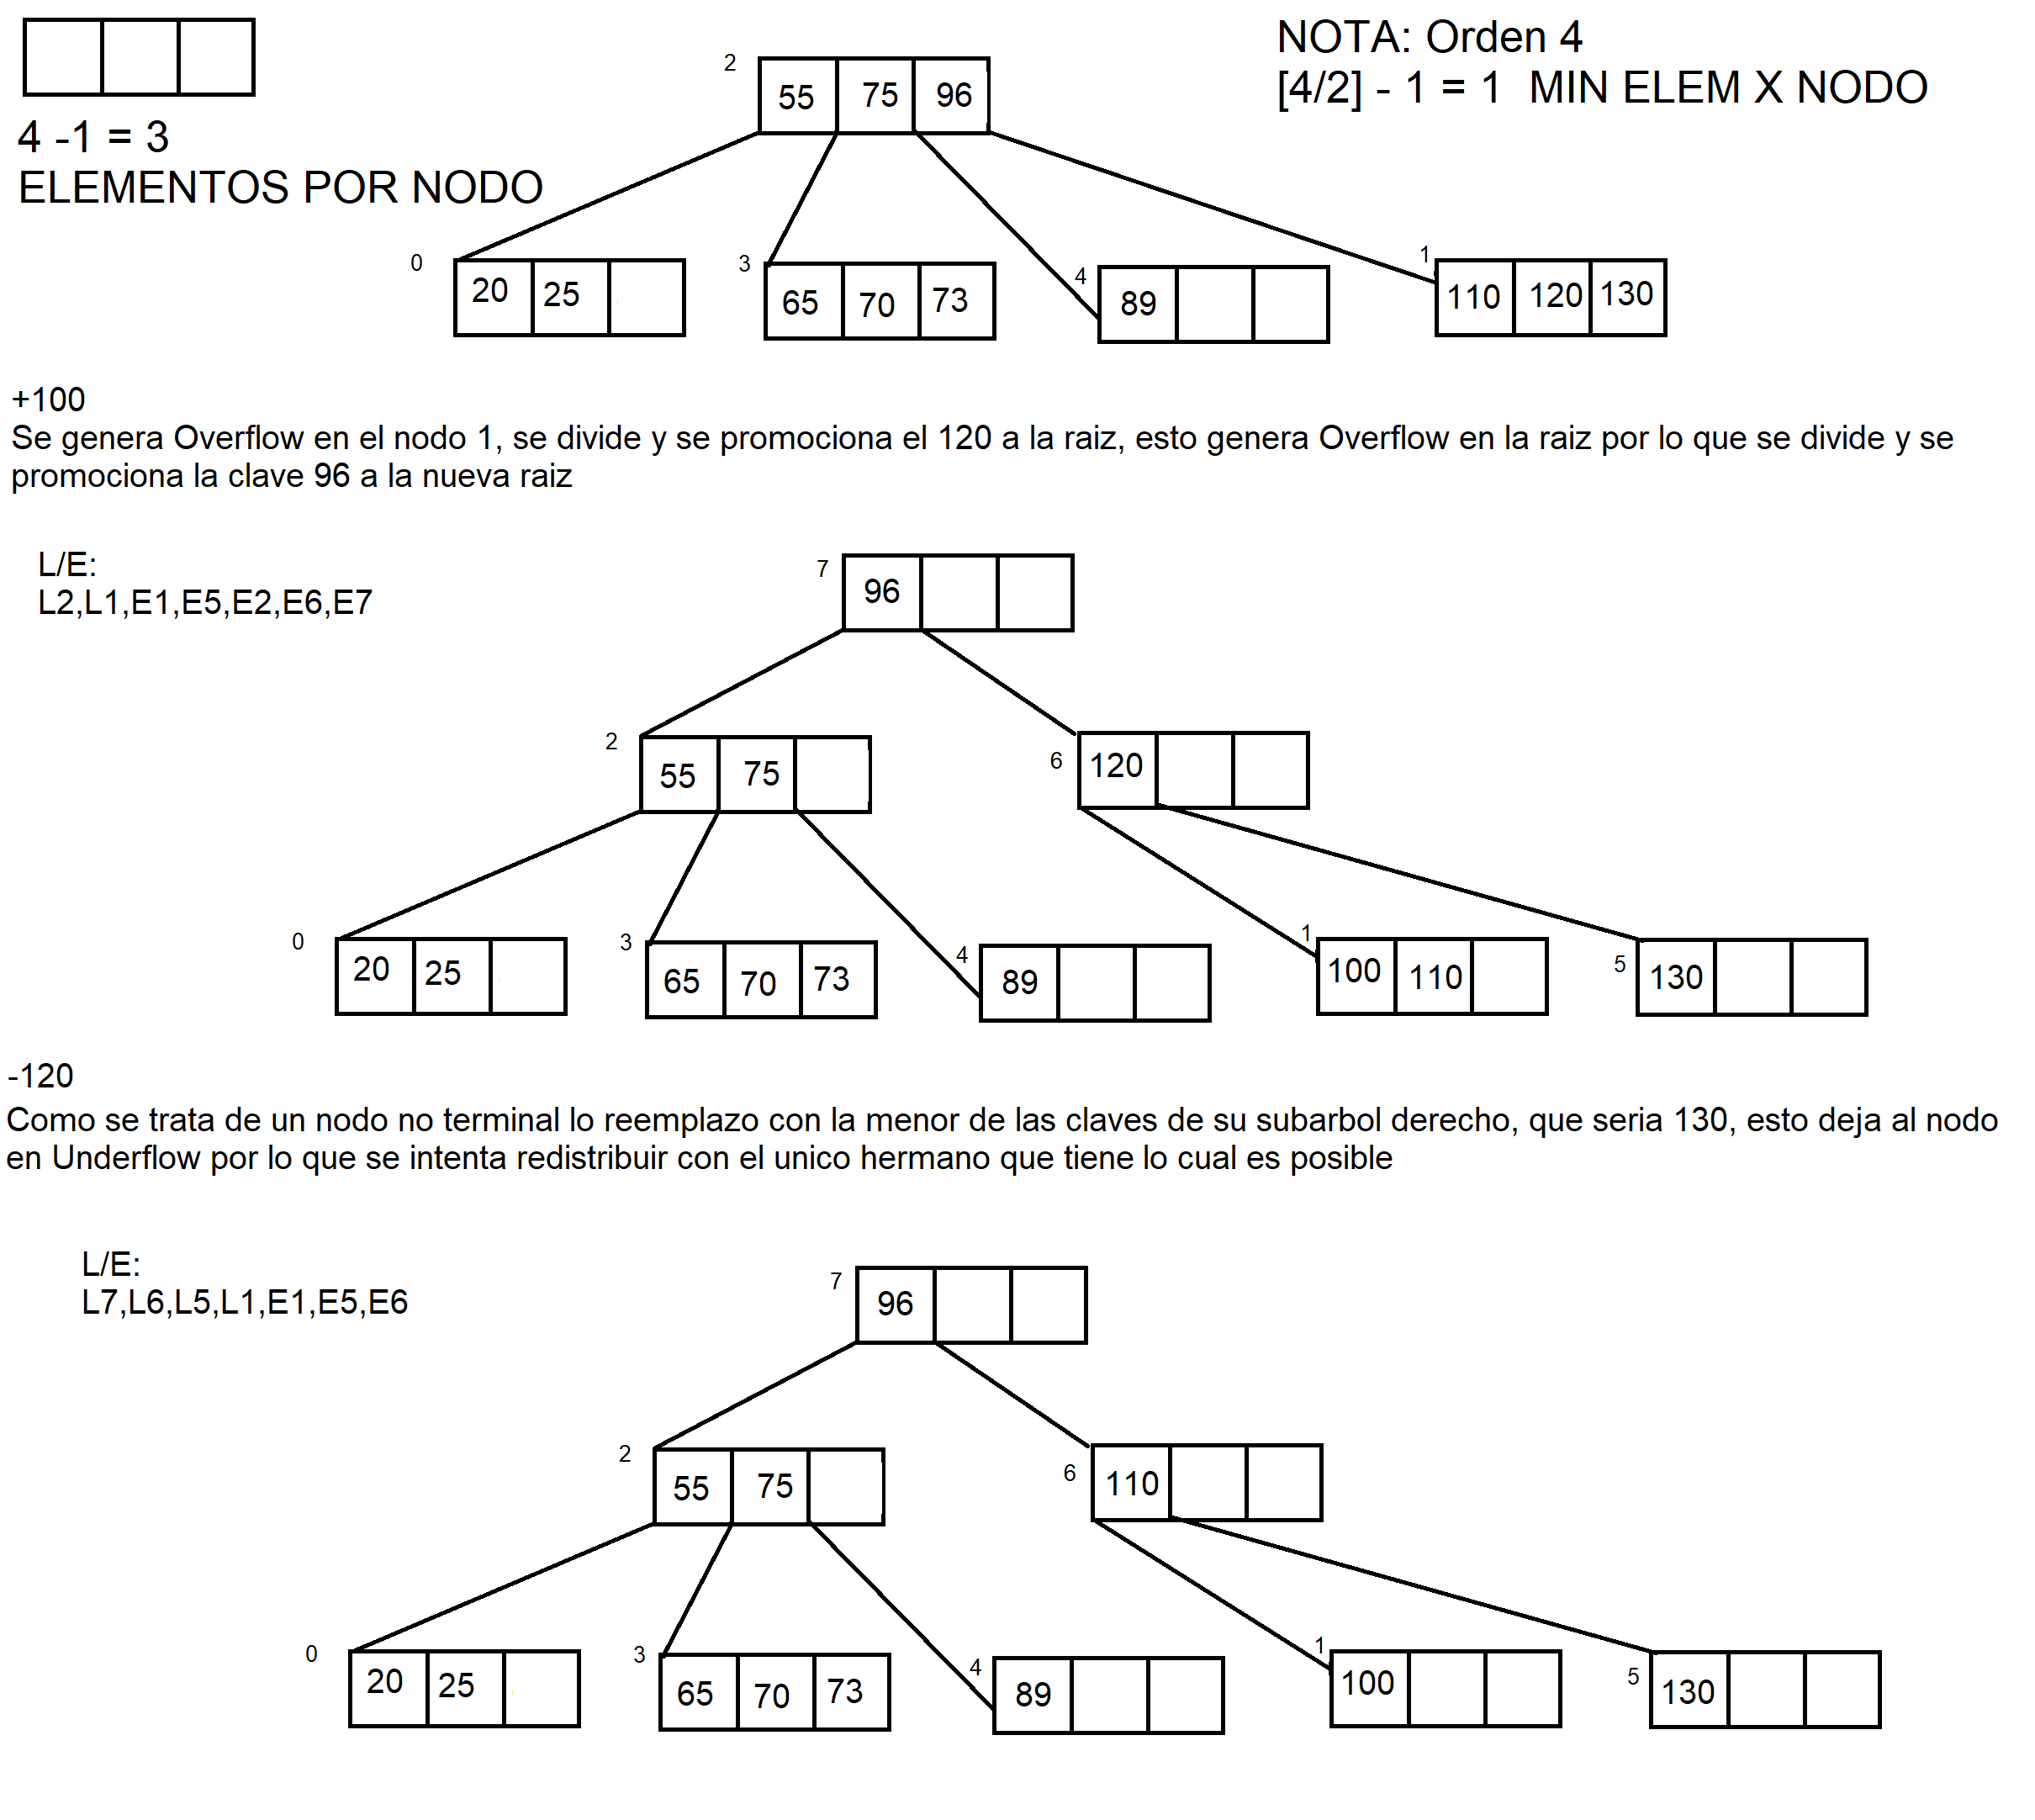 NOTA: Orden 4
[4/2] - 1 = 1  MIN ELEM X NODO
4 -1 = 3
ELEMENTOS POR NODO
2
55 75 96
0
20 25
3
65 70 73
4
89
1
110 120 130
+100
Se genera Overflow en el nodo 1, se divide y se promociona el 120 a la raiz, esto genera Overflow en la raiz por lo que se divide y se
promociona la clave 96 a la nueva raiz
L/E:
L2,L1,E1,E5,E2,E6,E7
7
96
2
55 75
6
120
0
20 25
3
65 70 73
4
89
1
100 110
5
130
-120
Como se trata de un nodo no terminal lo reemplazo con la menor de las claves de su subarbol derecho, que seria 130, esto deja al nodo
en Underflow por lo que se intenta redistribuir con el unico hermano que tiene lo cual es posible
L/E:
L7,L6,L5,L1,E1,E5,E6
7
96
2
55 75
6
110
0
20 25
3
65 70 73
4
89
1
100
5
130